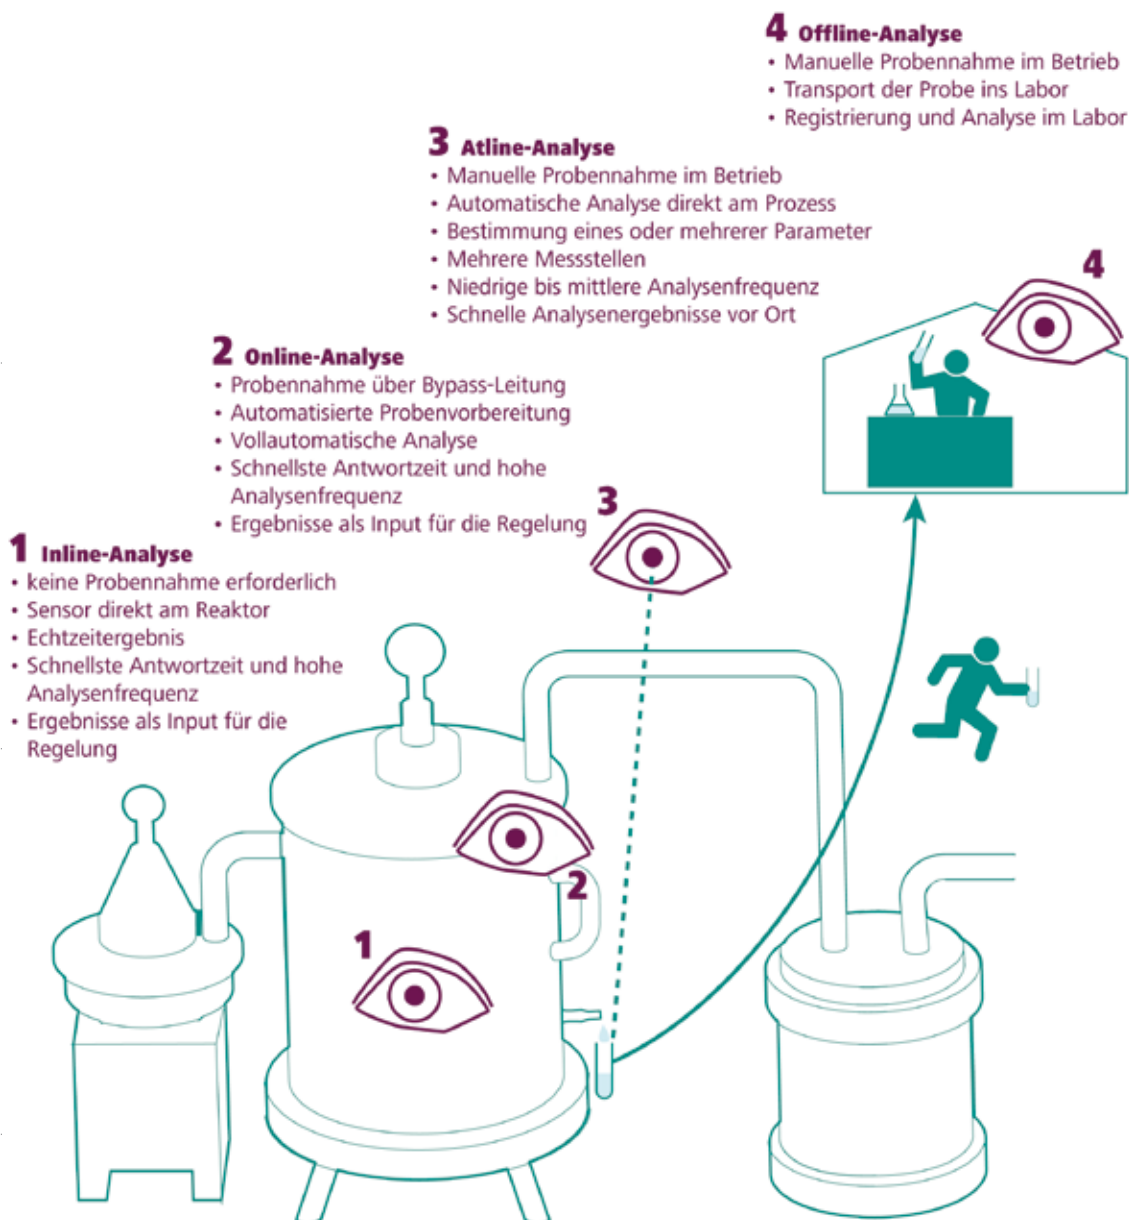 4 Offline-Analyse
• Manuelle Probennahme im Betrieb
• Transport der Probe ins Labor
• Registrierung und Analyse im Labor
3 Atline-Analyse
• Manuelle Probennahme im Betrieb
• Automatische Analyse direkt am Prozess
• Bestimmung eines oder mehrerer Parameter
• Mehrere Messstellen
• Niedrige bis mittlere Analysenfrequenz
• Schnelle Analysenergebnisse vor Ort
2 Online-Analyse
• Probennahme über Bypass-Leitung
• Automatisierte Probenvorbereitung
• Vollautomatische Analyse
• Schnellste Antwortzeit und hohe
Analysenfrequenz
• Ergebnisse als Input für die Regelung
1 Inline-Analyse
• keine Probennahme erforderlich
• Sensor direkt am Reaktor
• Echtzeitergebnis
• Schnellste Antwortzeit und hohe
Analysenfrequenz
• Ergebnisse als Input für die
Regelung
4
3
2
1